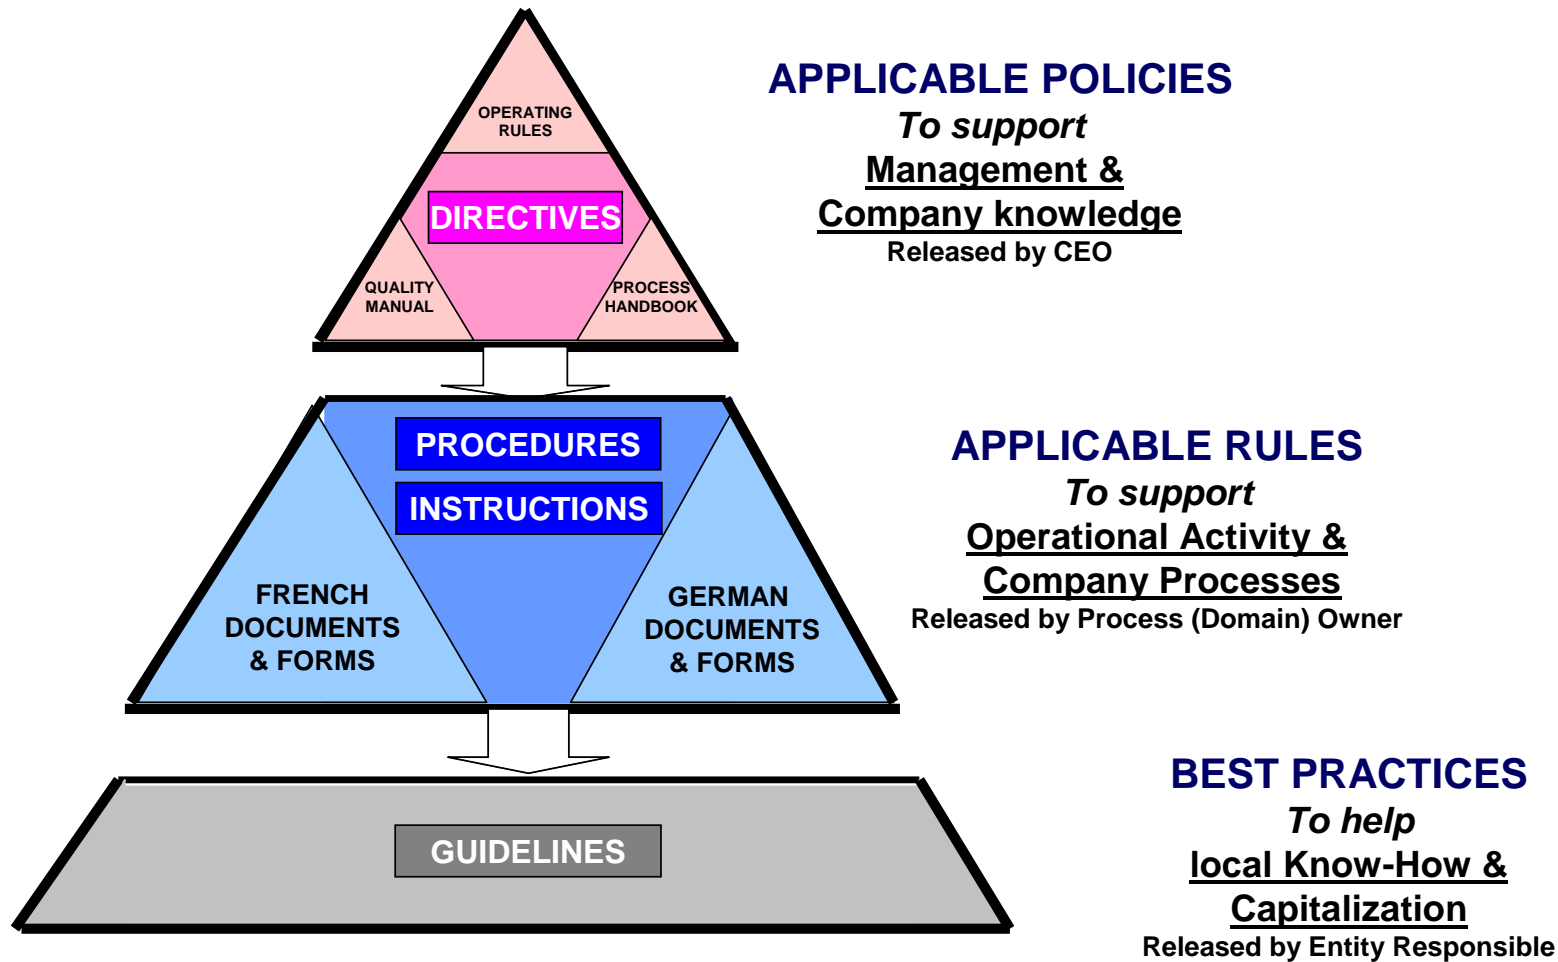 OPERATING
RULES
DIRECTIVES
QUALITY
MANUAL
PROCESS
HANDBOOK
APPLICABLE POLICIES
To support
Management &
Company knowledge
Released by CEO
PROCEDURES
INSTRUCTIONS
FRENCH
DOCUMENTS
& FORMS
GERMAN
DOCUMENTS
& FORMS
APPLICABLE RULES
To support
Operational Activity &
Company Processes
Released by Process (Domain) Owner
GUIDELINES
BEST PRACTICES
To help
local Know-How &
Capitalization
Released by Entity Responsible